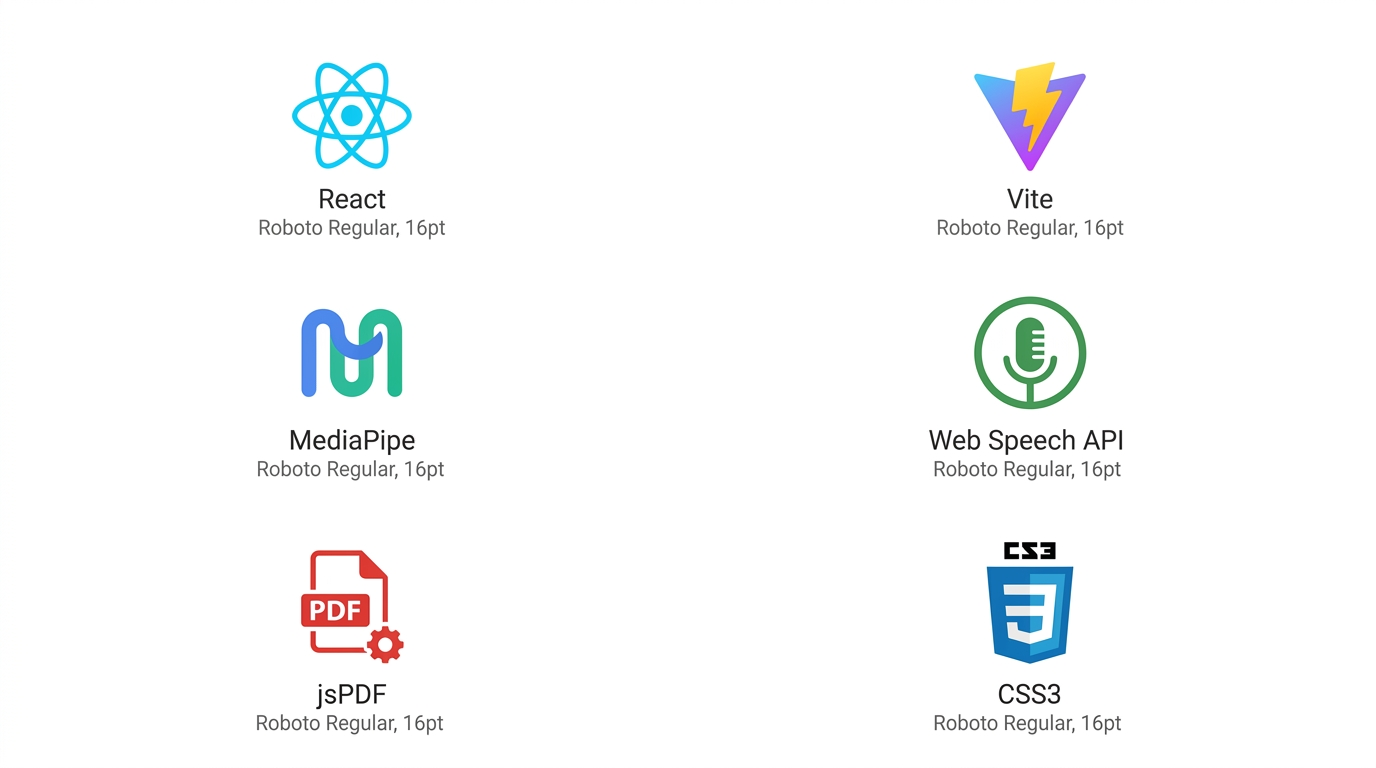 React
Roboto Regular, 16pt
Vite
Roboto Regular, 16pt
MediaPipe
Roboto Regular, 16pt
Web Speech API
Roboto Regular, 16pt
PDF
jsPDF
Roboto Regular, 16pt
CSS3
Roboto Regular, 16pt